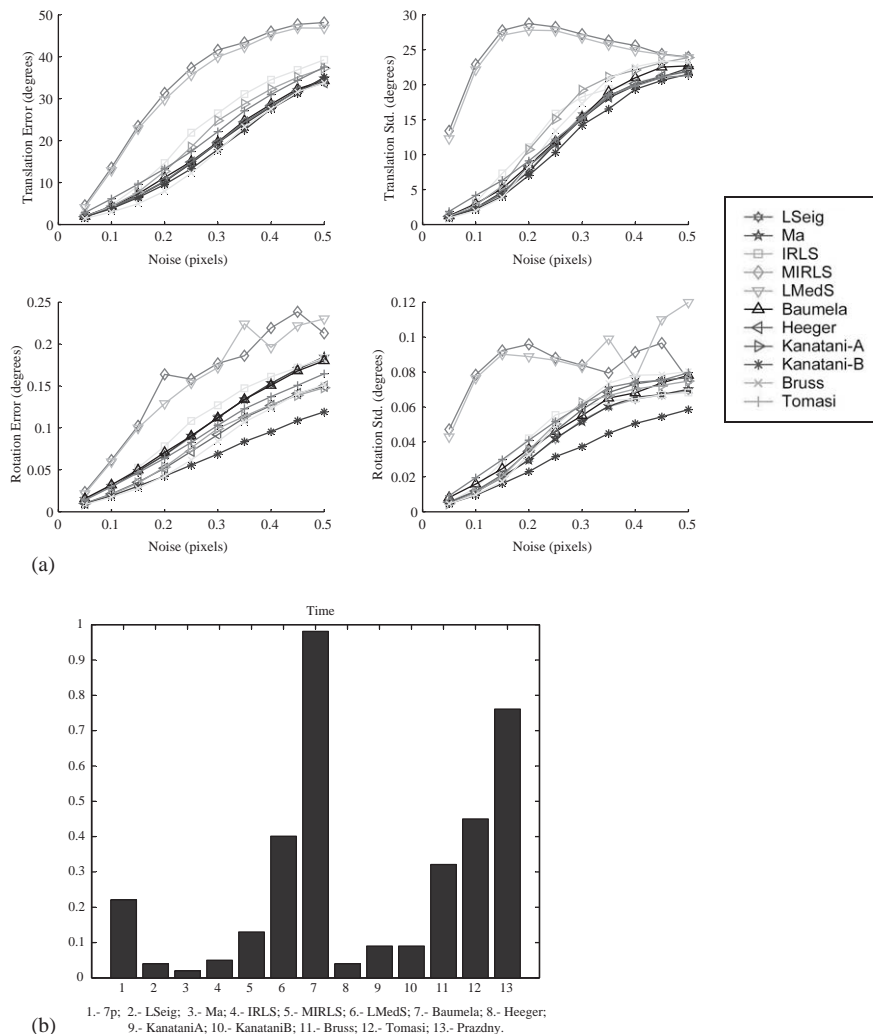 50
40
30
20
10
0
0
0.1
0.2
0.3
0.4
0.5
Translation Error (degrees)
Noise (pixels)
30
25
20
15
10
5
0
0
0.1
0.2
0.3
0.4
0.5
Translation Std. (degrees)
Noise (pixels)
LSeig
Ma
IRLS
MIRLS
LMedS
Baumela
Heeger
Kanatani-A
Kanatani-B
Bruss
Tomasi
0.25
0.2
0.15
0.1
0.05
0
0
0.1
0.2
0.3
0.4
0.5
Rotation Error (degrees)
Noise (pixels)
0.12
0.1
0.08
0.06
0.04
0.02
0
0
0.1
0.2
0.3
0.4
0.5
Rotation Std. (degrees)
Noise (pixels)
(a)
Time
1
0.9
0.8
0.7
0.6
0.5
0.4
0.3
0.2
0.1
0
1 2 3 4 5 6 7 8 9 10 11 12 13
1.- 7p; 2.- LSeig; 3.- Ma; 4.- IRLS; 5.- MIRLS; 6.- LMedS; 7.- Baumela; 8.- Heeger;
9.- KanataniA; 10.- KanataniB; 11.- Bruss; 12.- Tomasi; 13.- Prazdny.
(b)